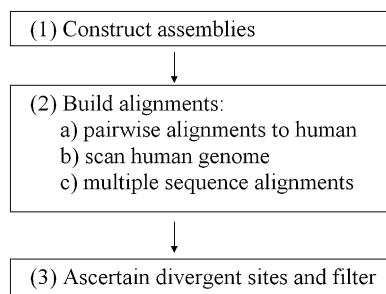 (1) Construct assemblies
(2) Build alignments:
a) pairwise alignments to human
b) scan human genome
c) multiple sequence alignments
(3) Ascertain divergent sites and filter